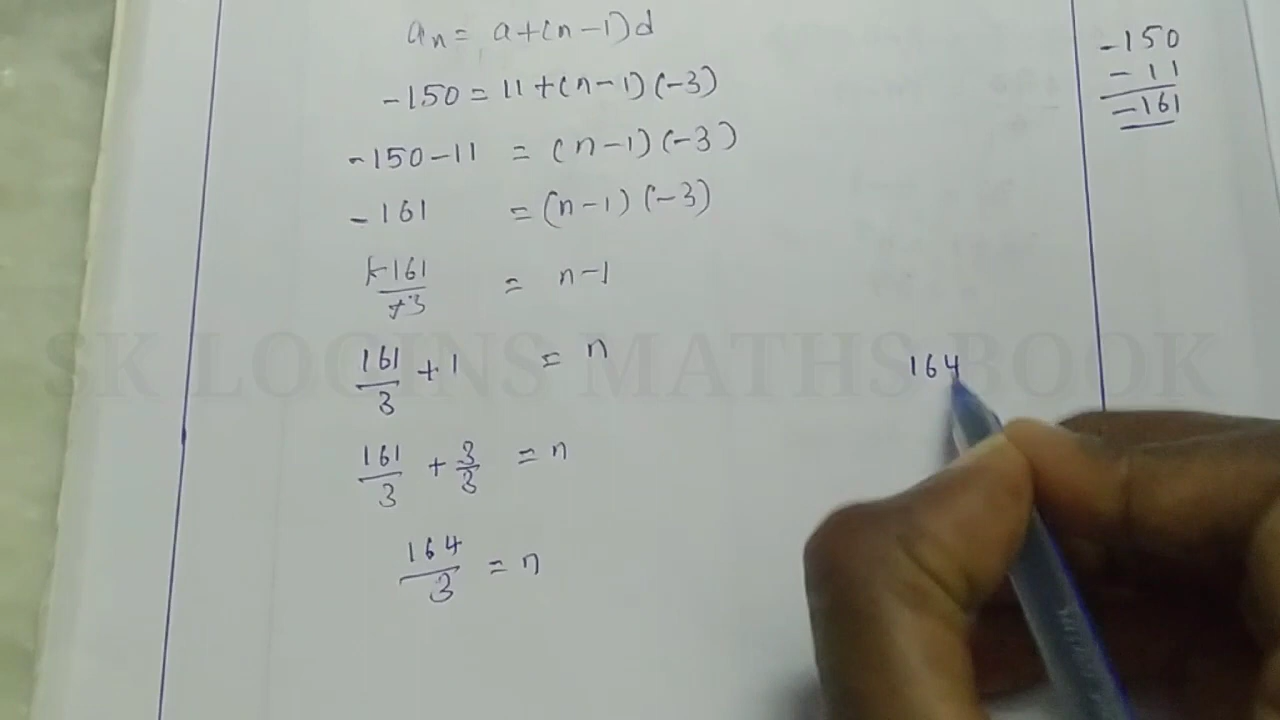 aₙ = a+(n-1)d
-150 = 11+(n-1)(-3)
-150-11 = (n-1)(-3)
-161 = (n-1)(-3)
-161/-3 = n-1
161/3 + 1 = n
161/3 + 3/3 = n
164/3 = n
-150
-11
-161
164
SK LOGINS MATHS BOOK